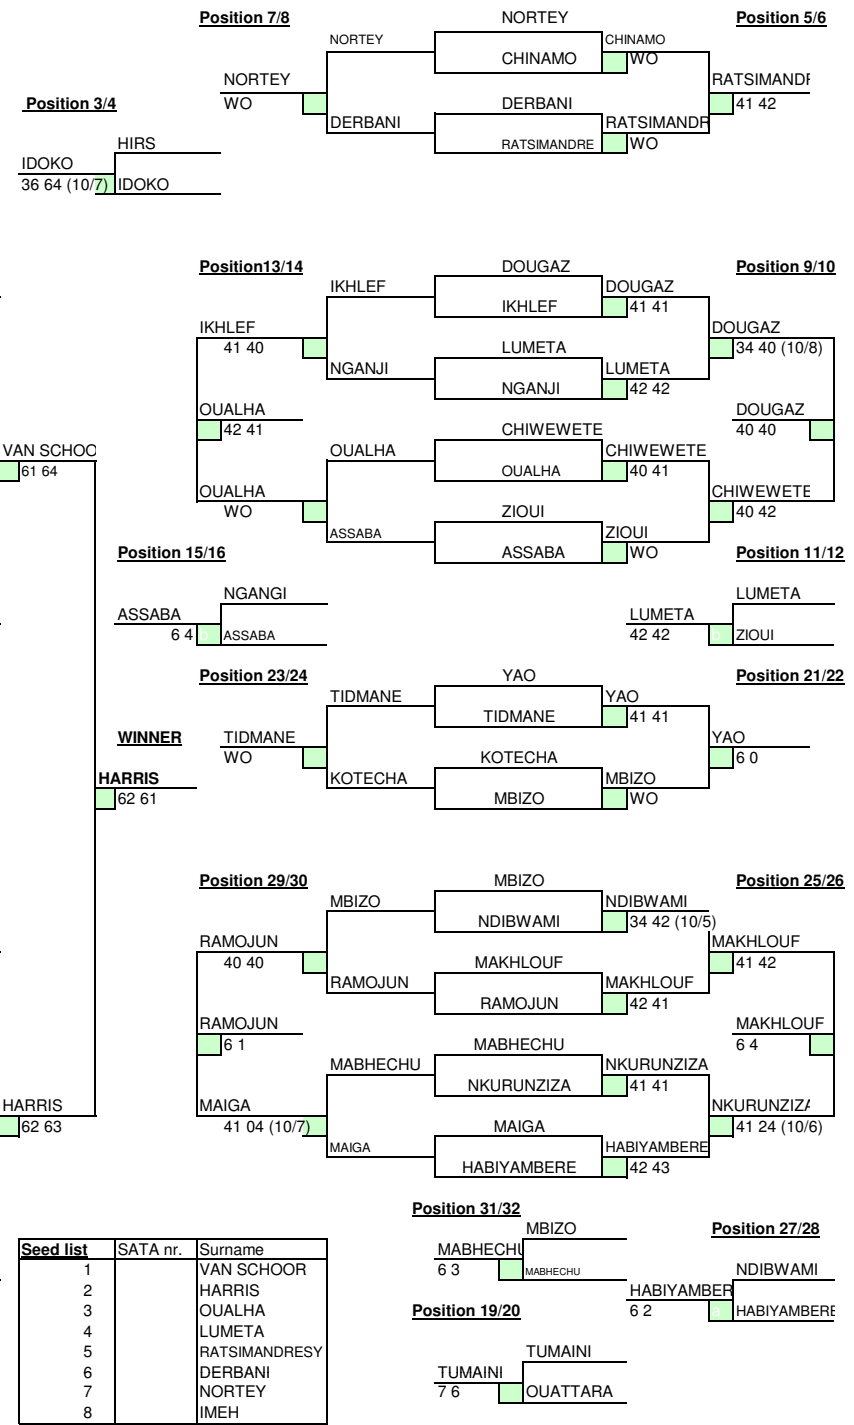 Position 7/8 NORTEY Position 5/6
NORTEY CHINAMO
CHINAMO WO
NORTEY RATSIMANDF
Position 3/4 WO DERBANI 41 42
DERBANI RATSIMANDR
HIRS RATSIMANDRE WO
IDOKO
36 64 (10/7) IDOKO
Position13/14 DOUGAZ Position 9/10
IKHLEF DOUGAZ
IKHLEF 41 41
IKHLEF DOUGAZ
41 40 LUMETA 34 40 (10/8)
NGANJI LUMETA
NGANJI 42 42
OUALHA DOUGAZ
42 41 CHIWEWETE 40 40
VAN SCHOO OUALHA CHIWEWETE
61 64 OUALHA 40 41
OUALHA CHIWEWETE
WO ZIOUI 40 42
ASSABA ZIOUI
Position 15/16 ASSABA WO Position 11/12
NGANGI LUMETA
ASSABA LUMETA
6 4 b ASSABA 42 42 b ZIOUI
Position 23/24 YAO Position 21/22
TIDMANE YAO
TIDMANE 41 41
WINNER TIDMANE YAO
WO KOTECHA 6 0
HARRIS KOTECHA MBIZO
62 61 MBIZO WO
Position 29/30 MBIZO Position 25/26
MBIZO NDIBWAMI
NDIBWAMI 34 42 (10/5)
RAMOJUN MAKHLOUF
40 40 MAKHLOUF 41 42
RAMOJUN MAKHLOUF
RAMOJUN 42 41
RAMOJUN MAKHLOUF
6 1 MABHECHU 6 4
MABHECHU NKURUNZIZA
NKURUNZIZA 41 41
HARRIS MAIGA NKURUNZIZA
62 63 41 04 (10/7) MAIGA 41 24 (10/6)
MAIGA HABIYAMBERE
HABIYAMBERE 42 43
Position 31/32
MBIZO Position 27/28
Seed list SATA nr. Surname MABHECHU
1 VAN SCHOOR 6 3 MABHECHU NDIBWAMI
2 HARRIS HABIYAMBER
3 OUALHA Position 19/20 6 2 a HABIYAMBERE
4 LUMETA
5 RATSIMANDRESY TUMAINI
6 DERBANI TUMAINI
7 NORTEY 7 6 OUATTARA
8 IMEH